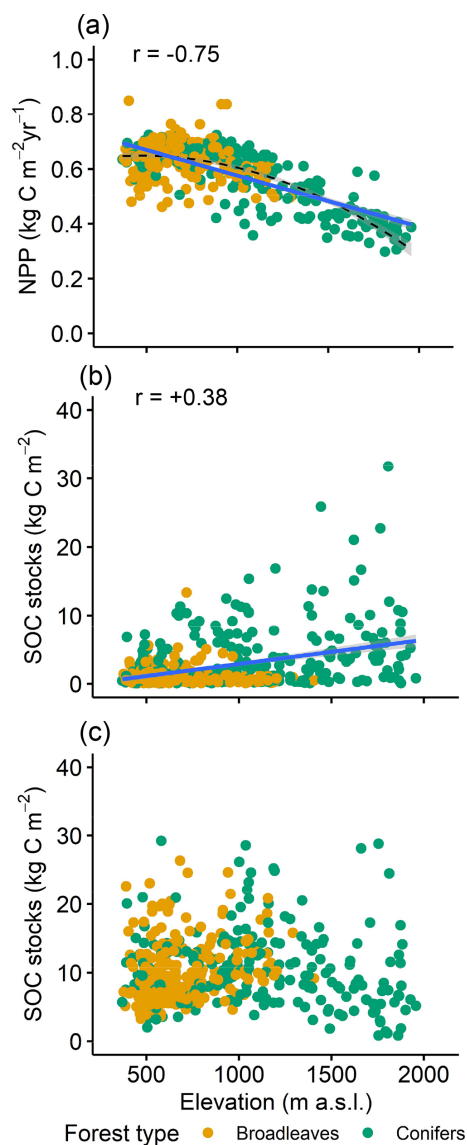 (a)
r = -0.75
NPP (kg C m⁻²yr⁻¹)
1.0
0.8
0.6
0.4
0.2
0.0
(b)
r = +0.38
SOC stocks (kg C m⁻²)
40
30
20
10
0
(c)
SOC stocks (kg C m⁻²)
40
30
20
10
0
500 1000 1500 2000
Elevation (m a.s.l.)
Forest type Broadleaves Conifers